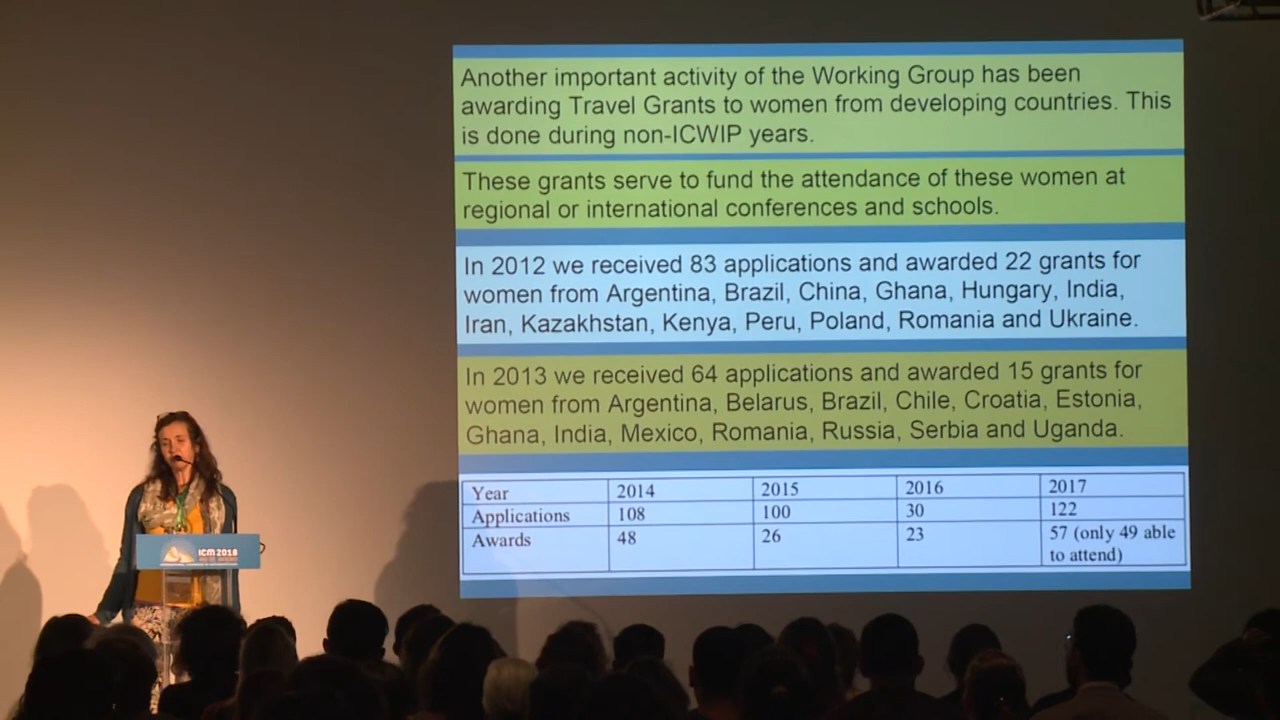 Another important activity of the Working Group has been
awarding Travel Grants to women from developing countries. This
is done during non-ICWIP years.
These grants serve to fund the attendance of these women at
regional or international conferences and schools.
In 2012 we received 83 applications and awarded 22 grants for
women from Argentina, Brazil, China, Ghana, Hungary, India,
Iran, Kazakhstan, Kenya, Peru, Poland, Romania and Ukraine.
In 2013 we received 64 applications and awarded 15 grants for
women from Argentina, Belarus, Brazil, Chile, Croatia, Estonia,
Ghana, India, Mexico, Romania, Russia, Serbia and Uganda.
Year 2014 2015 2016 2017
Applications 108 100 30 122
Awards 48 26 23 57 (only 49 able
to attend)
ICM 2018